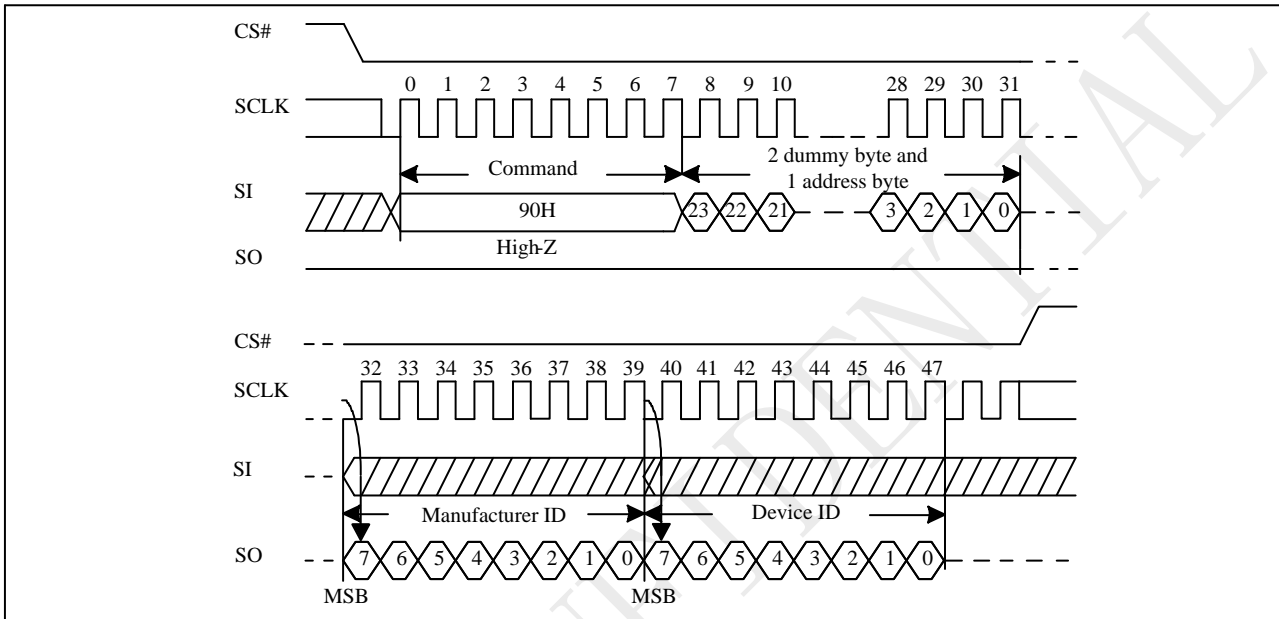 CS#
0 1 2 3 4 5 6 7 8 9 10 28 29 30 31
SCLK
Command
2 dummy byte and
1 address byte
SI
90H
23 22 21 3 2 1 0
High-Z
SO
CS#
32 33 34 35 36 37 38 39 40 41 42 43 44 45 46 47
SCLK
SI
Manufacturer ID
Device ID
SO
7 6 5 4 3 2 1 0 7 6 5 4 3 2 1 0
MSB
MSB